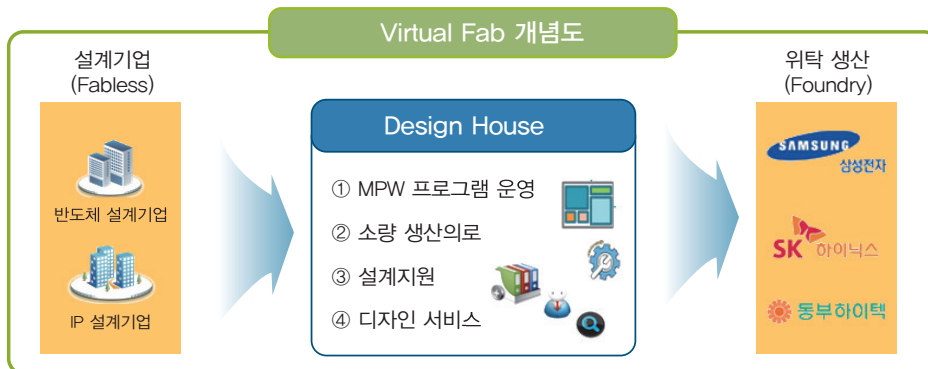 Virtual Fab 개념도
설계기업
(Fabless)
반도체 설계기업
IP 설계기업
Design House
① MPW 프로그램 운영
② 소량 생산의로
③ 설계지원
④ 디자인 서비스
위탁 생산
(Foundry)
SAMSUNG
삼성전자
SK 하이닉스
동부하이텍